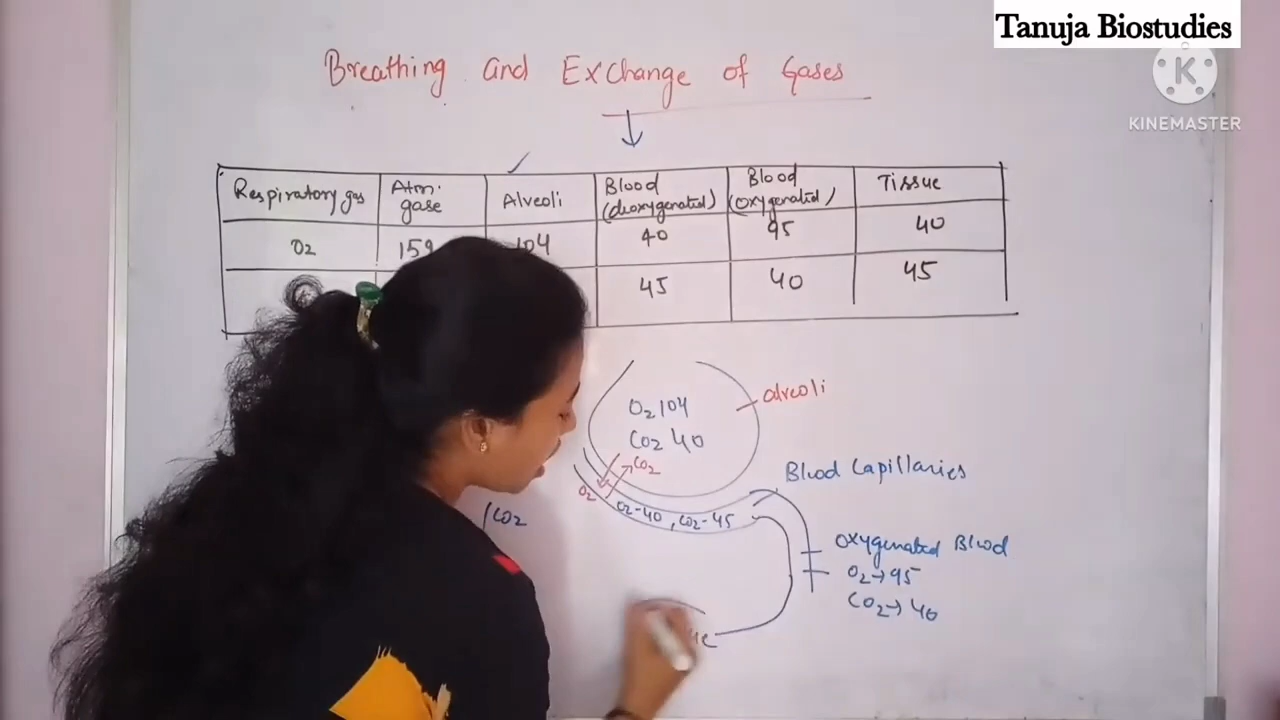 Tanuja Biostudies
K
KINEMASTER
Breathing and Exchange of Gases
Respiratory gas Atm. gase Alveoli Blood (deoxygenated) Blood (oxygenated) Tissue
O2 159 104 40 95 40
45 40 45
O2 104
CO2 40
alveoli
CO2
O2
O2-40, CO2-45
Blood Capillaries
/CO2
Oxygenated Blood
O2→95
CO2→40